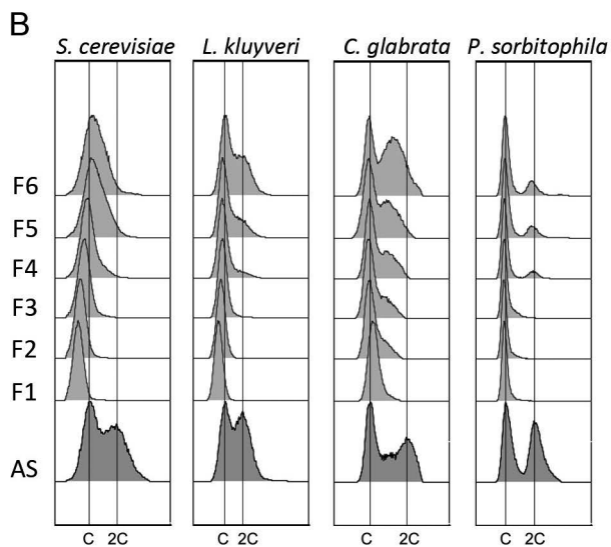 B
S. cerevisiae L. kluyveri C. glabrata P. sorbitophila
F6
F5
F4
F3
F2
F1
AS
C 2C C 2C C 2C C 2C